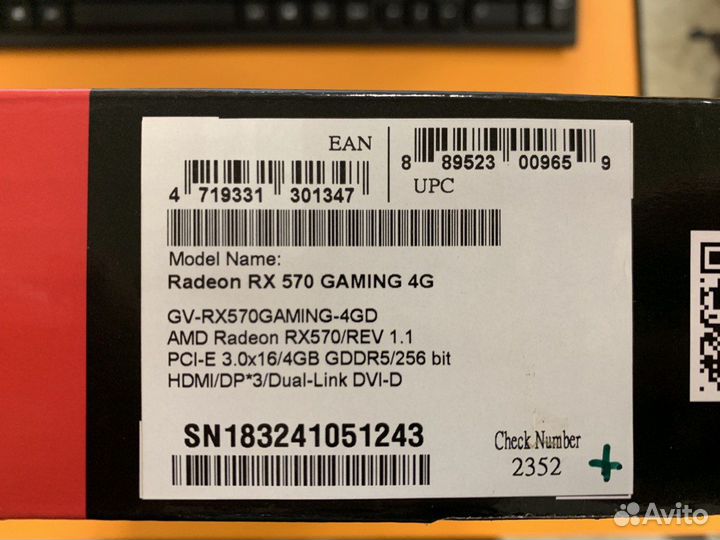 EAN
4 719331 301347
8 89523 00965 9
UPC
Model Name:
Radeon RX 570 GAMING 4G
GV-RX570GAMING-4GD
AMD Radeon RX570/REV 1.1
PCI-E 3.0x16/4GB GDDR5/256 bit
HDMI/DP*3/Dual-Link DVI-D
SN183241051243
Check Number
2352 +
Avito